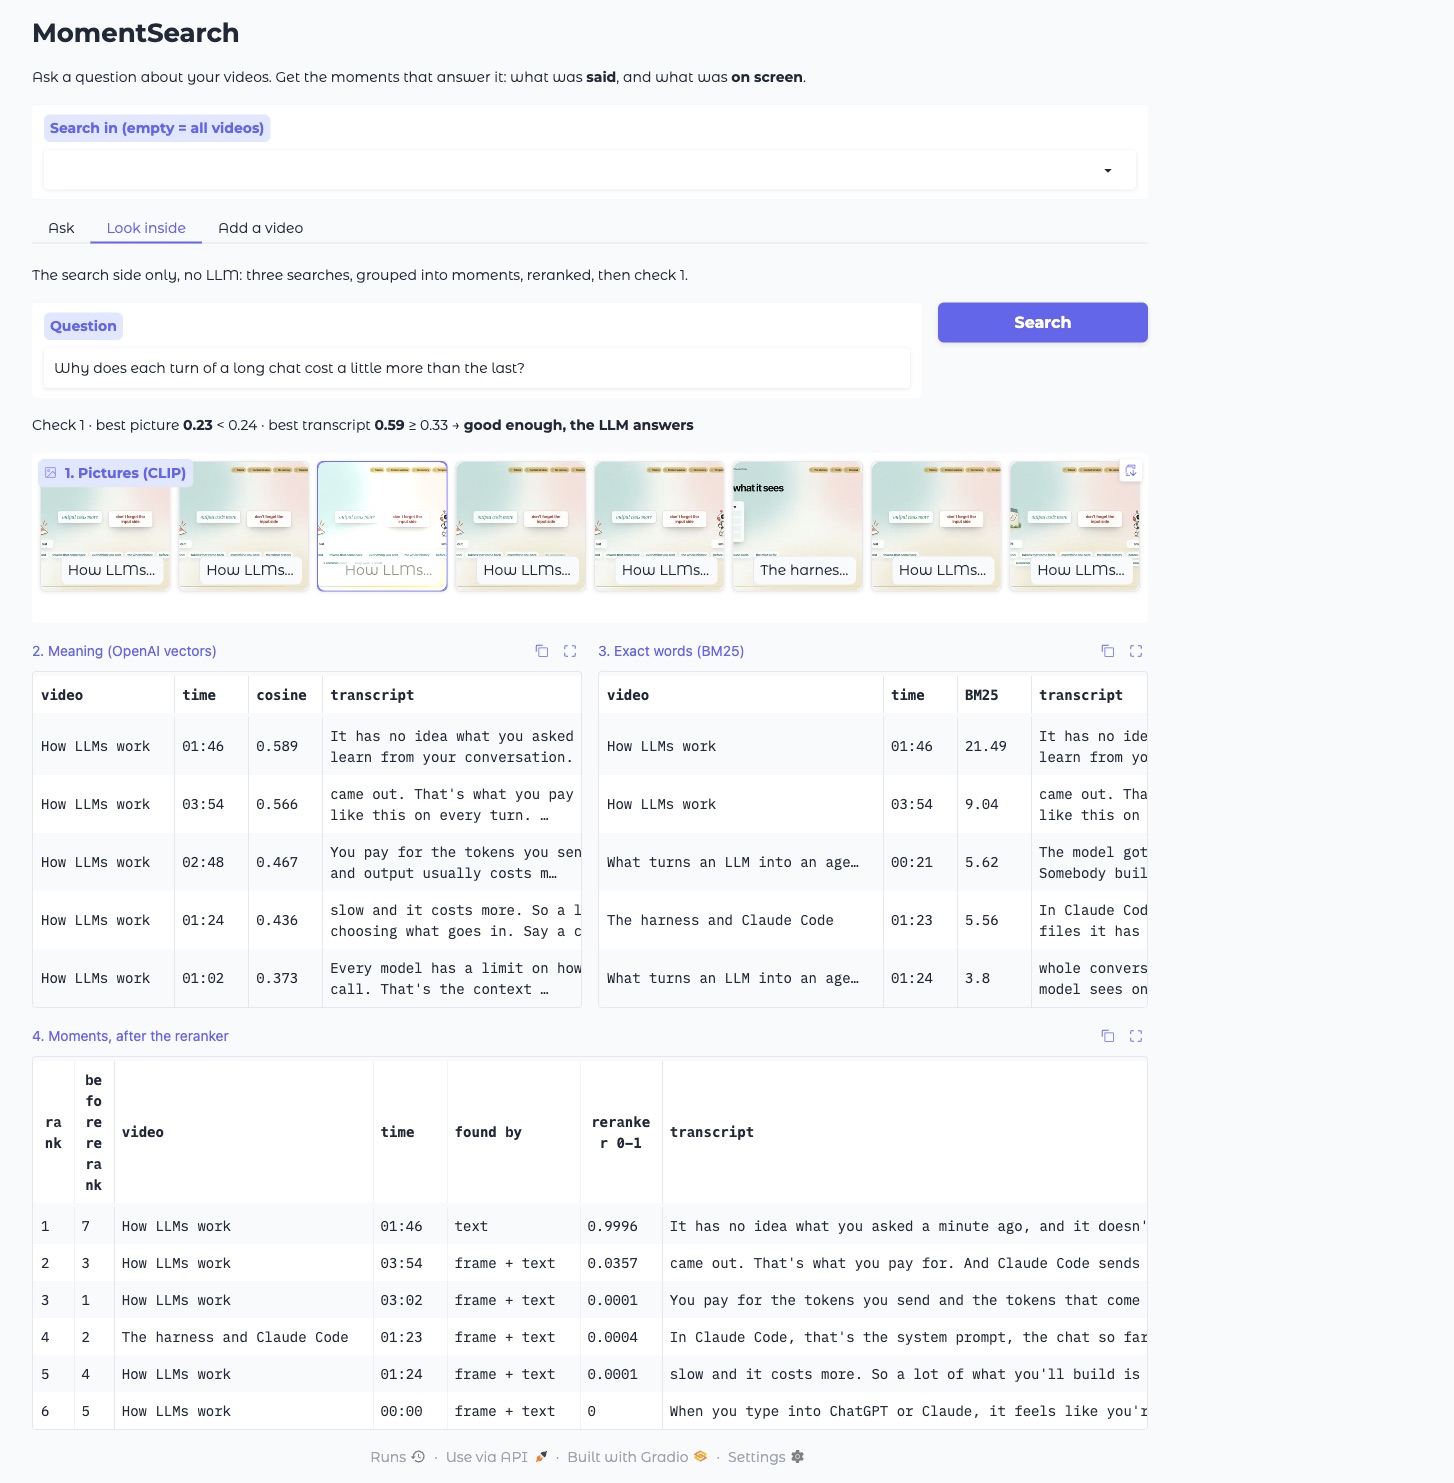 MomentSearch
Ask a question about your videos. Get the moments that answer it: what was said, and what was on screen.
Search in (empty = all videos)
Ask
Look inside
Add a video
The search side only, no LLM: three searches, grouped into moments, reranked, then check 1.
Question
Search
Why does each turn of a long chat cost a little more than the last?
Check 1 · best picture 0.23 < 0.24 · best transcript 0.59 ≥ 0.33 → good enough, the LLM answers
1. Pictures (CLIP)
output costs more
don't forget the
input side
what it sees
How LLMs... How LLMs... How LLMs... How LLMs... How LLMs... The harnes... How LLMs... How LLMs...
2. Meaning (OpenAI vectors)
video time cosine transcript
How LLMs work 01:46 0.589 It has no idea what you asked
learn from your conversation.
How LLMs work 03:54 0.566 came out. That's what you pay
like this on every turn. …
How LLMs work 02:48 0.467 You pay for the tokens you sen
and output usually costs m…
How LLMs work 01:24 0.436 slow and it costs more. So a l
choosing what goes in. Say a c
How LLMs work 01:02 0.373 Every model has a limit on how
call. That's the context …
3. Exact words (BM25)
video time BM25 transcript
How LLMs work 01:46 21.49 It has no ide
learn from yo
How LLMs work 03:54 9.04 came out. Tha
like this on
What turns an LLM into an age… 00:21 5.62 The model got
Somebody buil
The harness and Claude Code 01:23 5.56 In Claude Cod
files it has
What turns an LLM into an age… 01:24 3.8 whole convers
model sees on
4. Moments, after the reranker
rank before rerank video time found by reranker 0–1 transcript
1 7 How LLMs work 01:46 text 0.9996 It has no idea what you asked a minute ago, and it doesn'
2 3 How LLMs work 03:54 frame + text 0.0357 came out. That's what you pay for. And Claude Code sends
3 1 How LLMs work 03:02 frame + text 0.0001 You pay for the tokens you send and the tokens that come
4 2 The harness and Claude Code 01:23 frame + text 0.0004 In Claude Code, that's the system prompt, the chat so far
5 4 How LLMs work 01:24 frame + text 0.0001 slow and it costs more. So a lot of what you'll build is
6 5 How LLMs work 00:00 frame + text 0 When you type into ChatGPT or Claude, it feels like you'r
Runs · Use via API · Built with Gradio · Settings